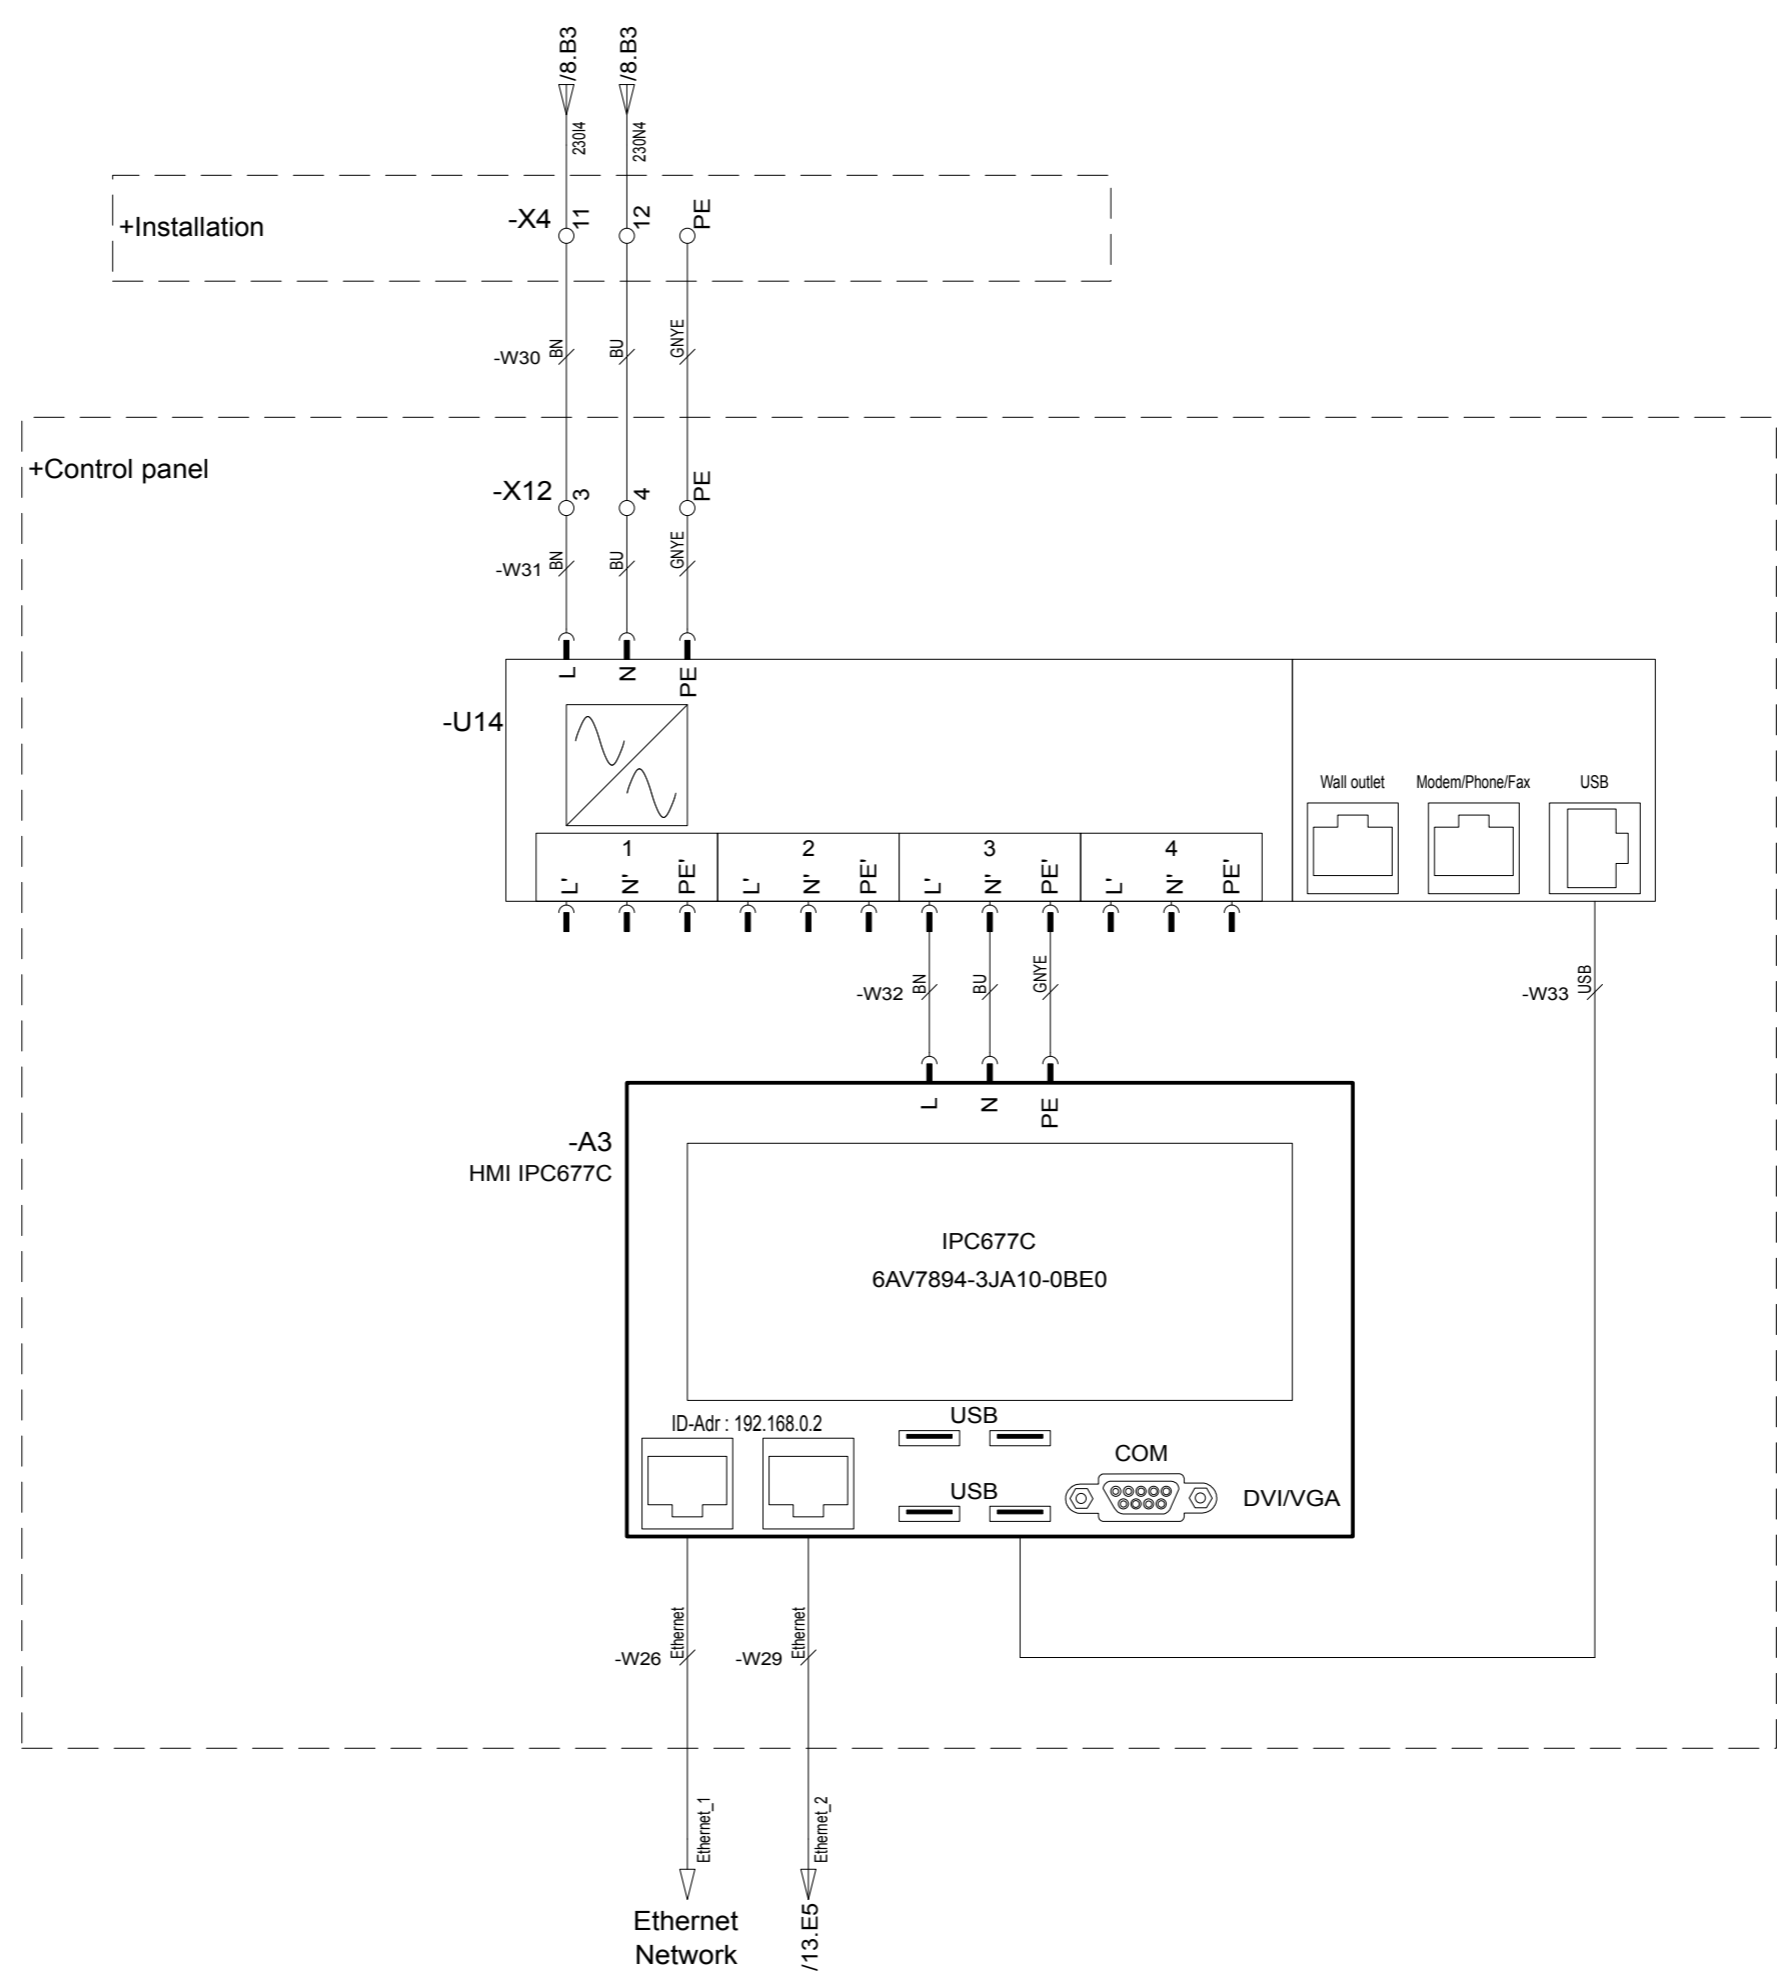 /8.B3
/8.B3
230I4
230N4
+Installation
-X4
11
12
PE
-W30
BN
BU
GNYE
+Control panel
-X12
3
4
PE
-W31
BN
BU
GNYE
L
N
PE
-U14
Wall outlet
Modem/Phone/Fax
USB
1
2
3
4
L'
N'
PE'
L'
N'
PE'
L'
N'
PE'
L'
N'
PE'
-W32
BN
BU
GNYE
-W33
USB
L
N
PE
-A3
HMI IPC677C
IPC677C
6AV7894-3JA10-0BE0
ID-Adr : 192.168.0.2
USB
COM
USB
DVI/VGA
-W26
Ethernet
-W29
Ethernet
Ethernet_1
Ethernet_2
Ethernet
Network
/13.E5